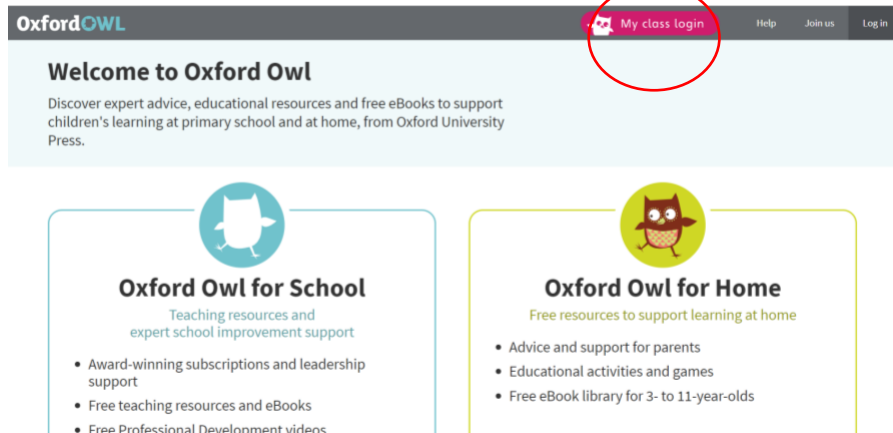 OxfordOWL
My class login
Help
Join us
Log in
Welcome to Oxford Owl
Discover expert advice, educational resources and free eBooks to support
children's learning at primary school and at home, from Oxford University
Press.
Oxford Owl for School
Teaching resources and
expert school improvement support
• Award-winning subscriptions and leadership
support
• Free teaching resources and eBooks
• Free Professional Development videos
Oxford Owl for Home
Free resources to support learning at home
• Advice and support for parents
• Educational activities and games
• Free eBook library for 3- to 11-year-olds